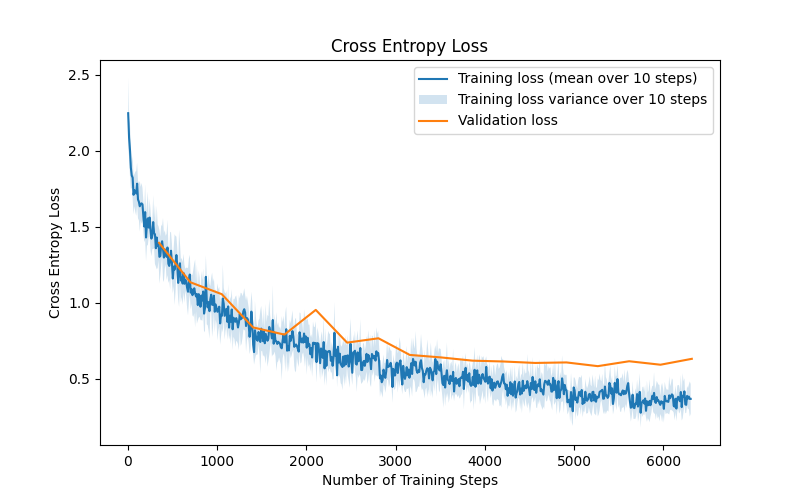 Cross Entropy Loss
Training loss (mean over 10 steps)
Training loss variance over 10 steps
Validation loss
2.5
2.0
1.5
1.0
0.5
Cross Entropy Loss
0 1000 2000 3000 4000 5000 6000
Number of Training Steps